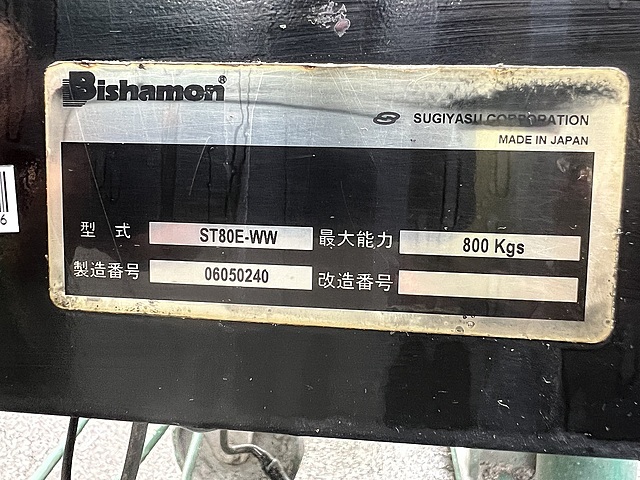 Bishamon®
SUGIYASU CORPORATION
MADE IN JAPAN
型 式 ST80E-WW 最大能力 800 Kgs
製造番号 06050240 改造番号
6